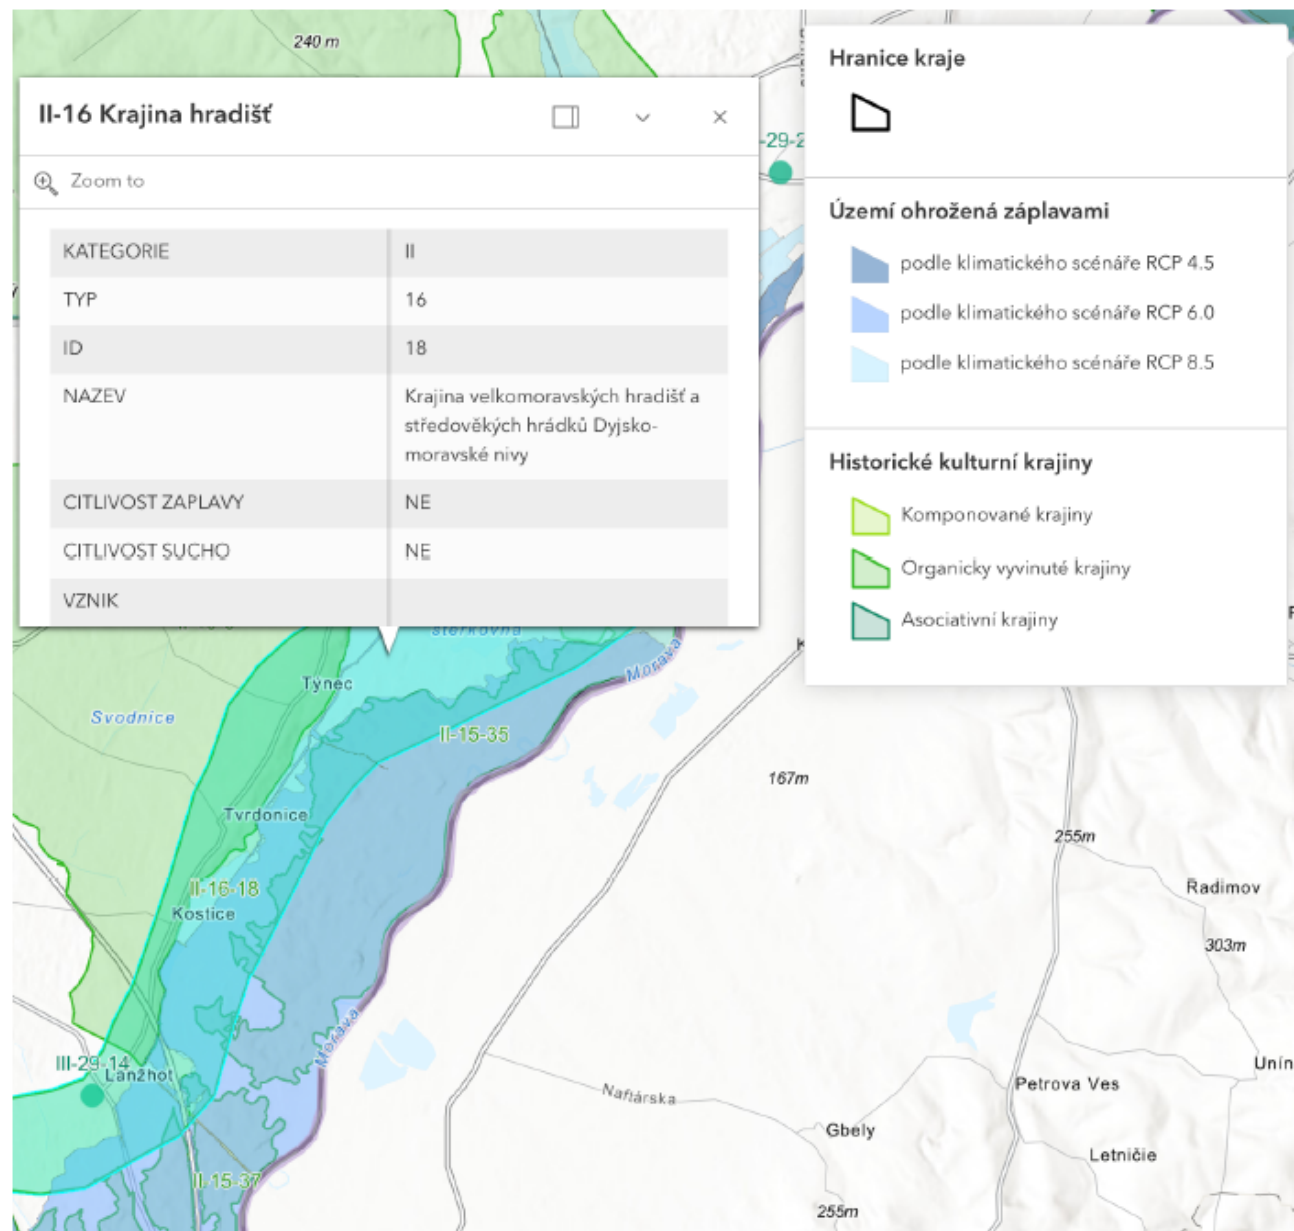 240 m
II-16 Krajina hradišť
Zoom to
KATEGORIE II
TYP 16
ID 18
NAZEV Krajina velkomoravských hradišť a
středověkých hrádků Dyjsko-
moravské nivy
CITLIVOST ZAPLAVY NE
CITLIVOST SUCHO NE
VZNIK
Hranice kraje
Území ohrožená záplavami
podle klimatického scénáře RCP 4.5
podle klimatického scénáře RCP 6.0
podle klimatického scénáře RCP 8.5
Historické kulturní krajiny
Komponované krajiny
Organicky vyvinuté krajiny
Asociativní krajiny
-29-2
štěrkovna
Morava
Týnec
Svodnice
II-15-35
167m
Tvrdonice
255m
II-16-18
Kostice
Radimov
303m
Morava
III-29-14
Lanžhot
Unín
Petrova Ves
Naftárska
Gbely
Letničie
II-15-37
255m